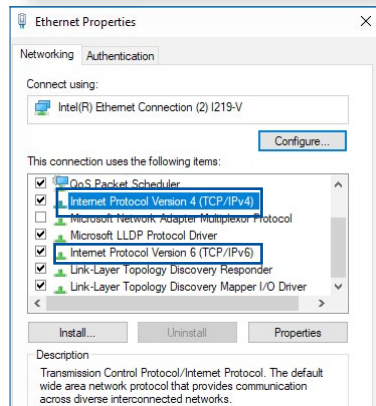 Ethernet Properties
Networking Authentication
Connect using:
Intel(R) Ethernet Connection (2) I219-V
Configure...
This connection uses the following items:
QoS Packet Scheduler
Internet Protocol Version 4 (TCP/IPv4)
Microsoft Network Adapter Multiplexor Protocol
Microsoft LLDP Protocol Driver
Internet Protocol Version 6 (TCP/IPv6)
Link-Layer Topology Discovery Responder
Link-Layer Topology Discovery Mapper I/O Driver
Install... Uninstall Properties
Description
Transmission Control Protocol/Internet Protocol. The default
wide area network protocol that provides communication
across diverse interconnected networks.